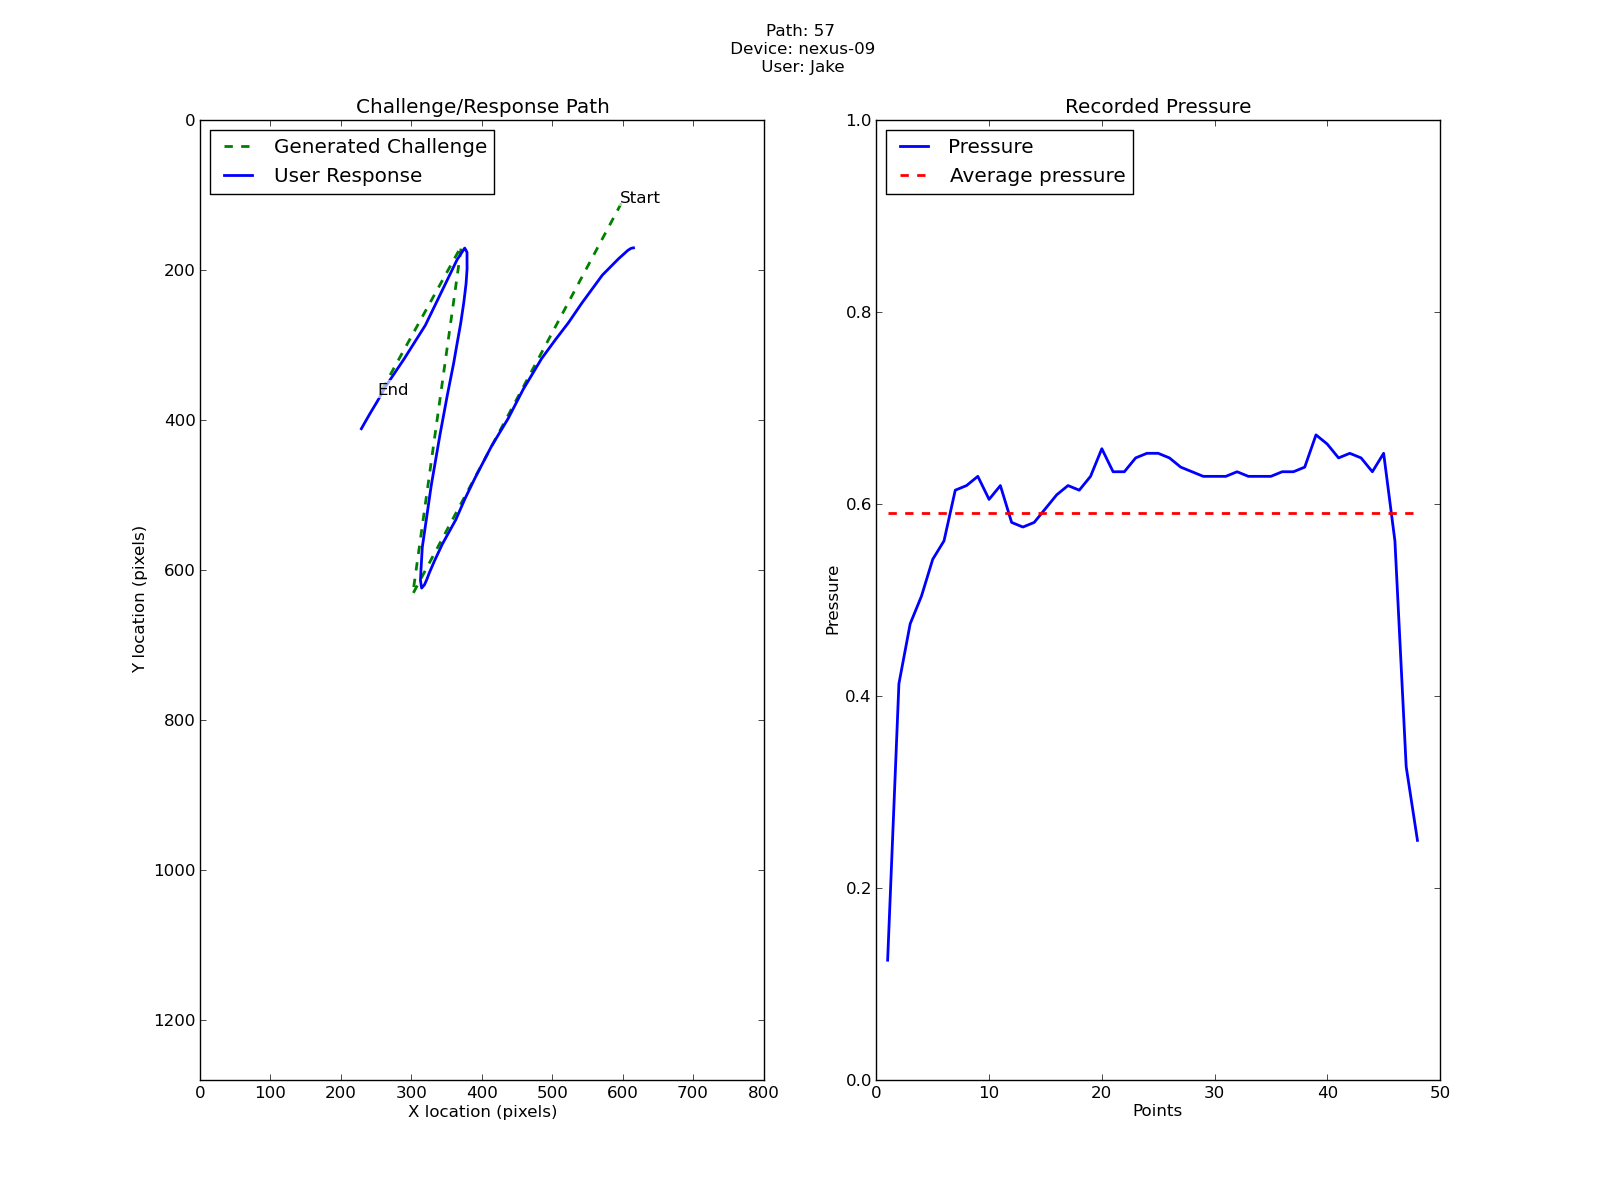 Path: 57
Device: nexus-09
User: Jake
Challenge/Response Path
Generated Challenge
User Response
Start
End
0
200
400
600
800
1000
1200
Y location (pixels)
0 100 200 300 400 500 600 700 800
X location (pixels)
Recorded Pressure
Pressure
Average pressure
1.0
0.8
0.6
0.4
0.2
0.0
Pressure
0 10 20 30 40 50
Points